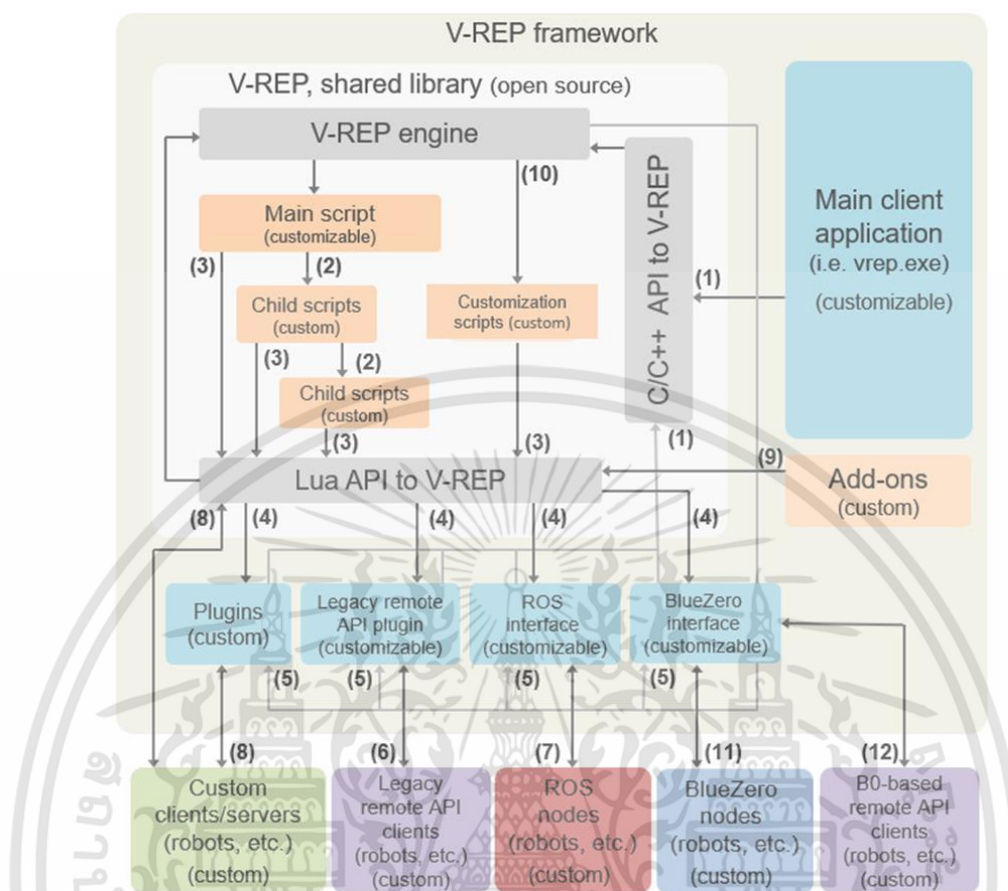 V-REP framework
V-REP, shared library (open source)
V-REP engine
(10)
Main script
(customizable)
(3)
(2)
Child scripts
(custom)
(3)
(2)
Child scripts
(custom)
(3)
Customization
scripts (custom)
(3)
C/C++ API to V-REP
(1)
(1)
Main client
application
(i.e. vrep.exe)
(customizable)
(9)
Add-ons
(custom)
Lua API to V-REP
(8)
(4)
(4)
(4)
(4)
Plugins
(custom)
Legacy remote
API plugin
(customizable)
ROS
interface
(customizable)
BlueZero
interface
(customizable)
(5)
(5)
(5)
(5)
(8)
(6)
(7)
(11)
(12)
Custom
clients/servers
(robots, etc.)
(custom)
Legacy
remote API
clients
(robots, etc.)
(custom)
ROS
nodes
(robots, etc.)
(custom)
BlueZero
nodes
(robots, etc.)
(custom)
B0-based
remote API
clients
(robots, etc.)
(custom)